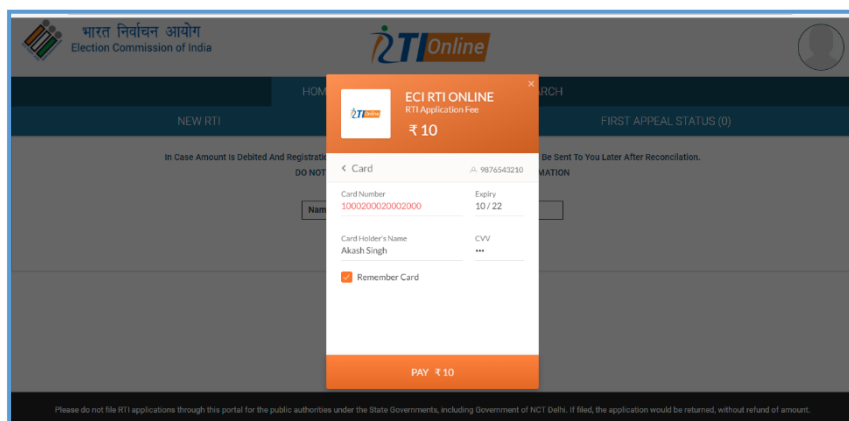 भारत निर्वाचन आयोग
Election Commission of India
RTI Online
HOM
ARCH
NEW RTI
FIRST APPEAL STATUS (0)
ECI RTI ONLINE
RTI Application Fee
₹ 10
×
RTI Online
In Case Amount Is Debited And Registratio
Be Sent To You Later After Reconcilation.
DO NOT
MATION
< Card
9876543210
Card Number
Expiry
1000200020002000
10 / 22
Nam
Card Holder's Name
CVV
Akash Singh
•••
Remember Card
PAY ₹ 10
Please do not file RTI applications through this portal for the public authorities under the State Governments, including Government of NCT Delhi. If filed, the application would be returned, without refund of amount.